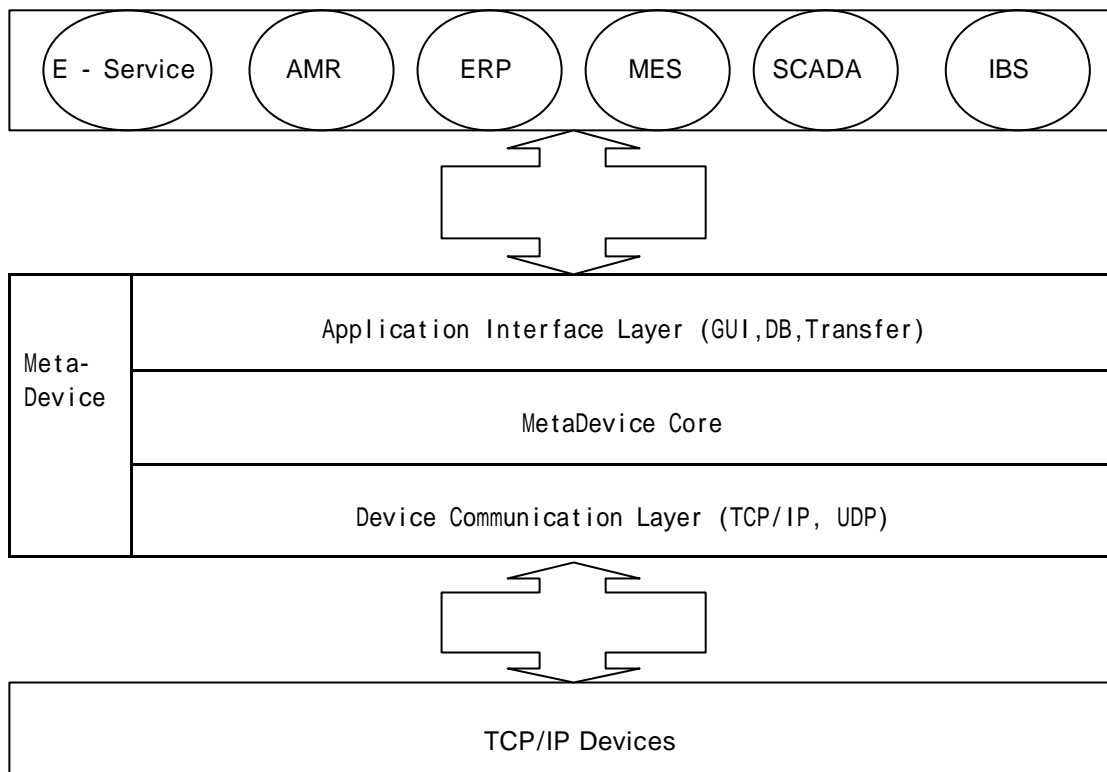 E - Service AMR ERP MES SCADA IBS
Application Interface Layer (GUI,DB,Transfer)
Meta-
Device
MetaDevice Core
Device Communication Layer (TCP/IP, UDP)
TCP/IP Devices